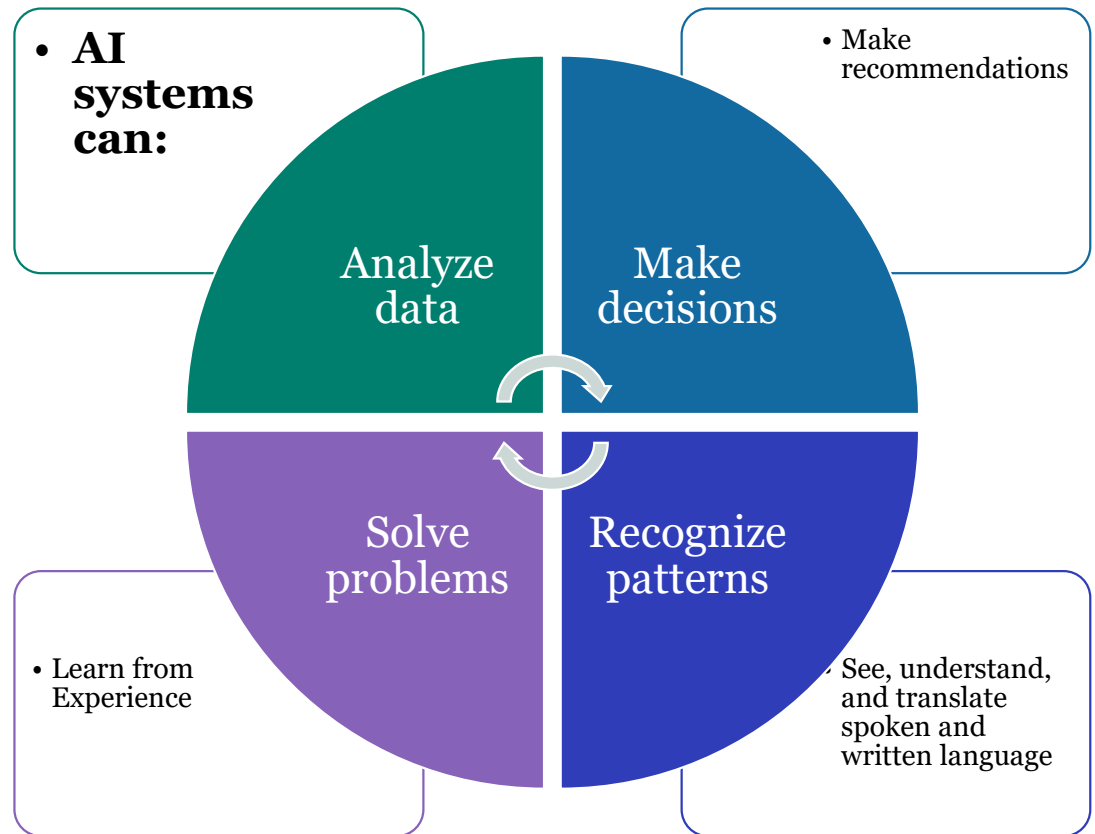 • AI
systems
can:
• Make
recommendations
Analyze
data
Make
decisions
Solve
problems
Recognize
patterns
• Learn from
Experience
• See, understand,
and translate
spoken and
written language